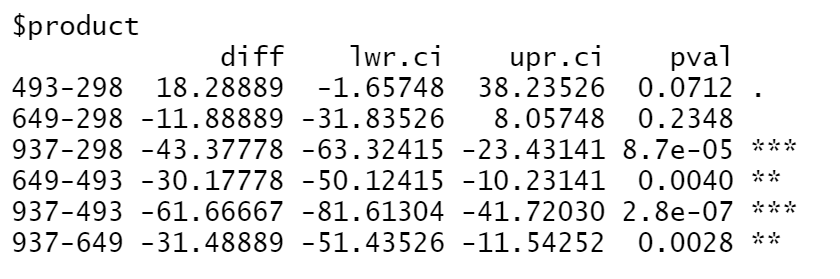 $product
diff lwr.ci upr.ci pval
493-298 18.28889 -1.65748 38.23526 0.0712 .
649-298 -11.88889 -31.83526 8.05748 0.2348
937-298 -43.37778 -63.32415 -23.43141 8.7e-05 ***
649-493 -30.17778 -50.12415 -10.23141 0.0040 **
937-493 -61.66667 -81.61304 -41.72030 2.8e-07 ***
937-649 -31.48889 -51.43526 -11.54252 0.0028 **